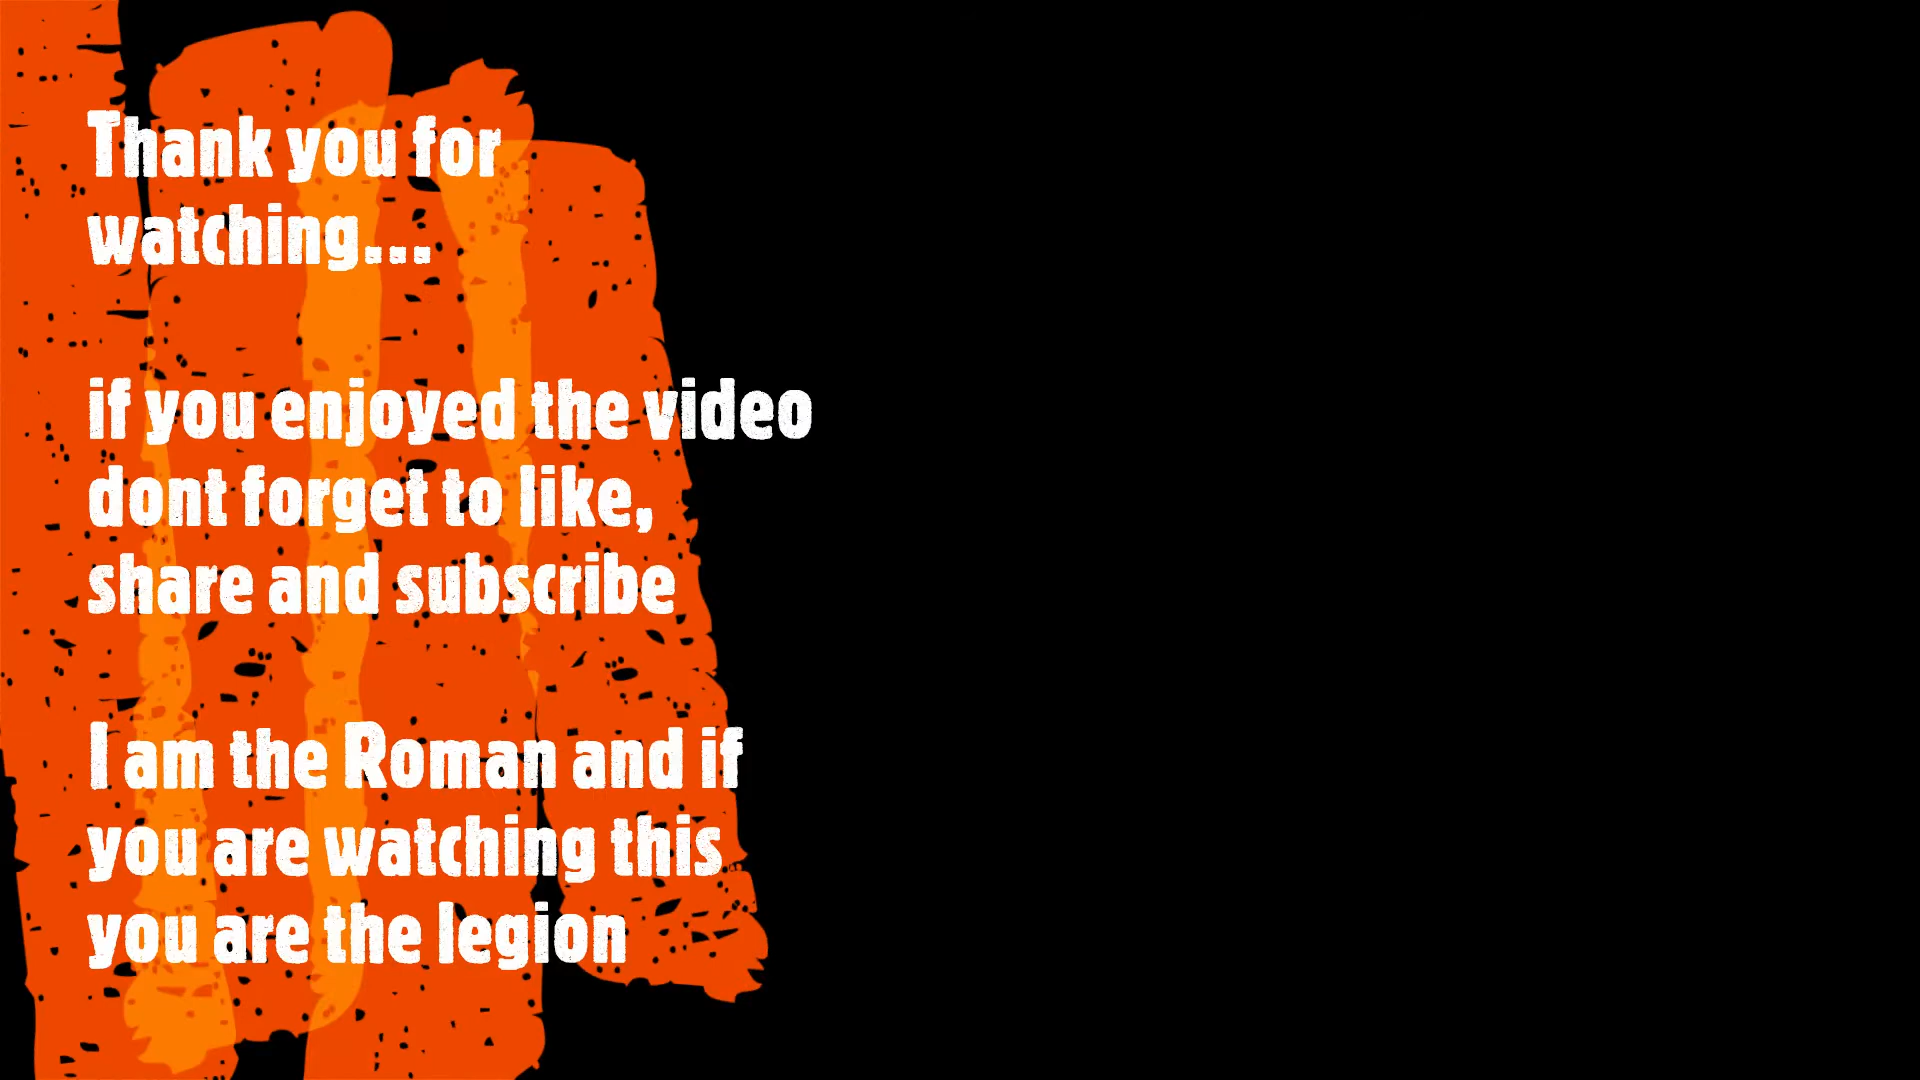 Thank you for
watching...
if you enjoyed the video
dont forget to like,
share and subscribe
I am the Roman and if
you are watching this
you are the legion